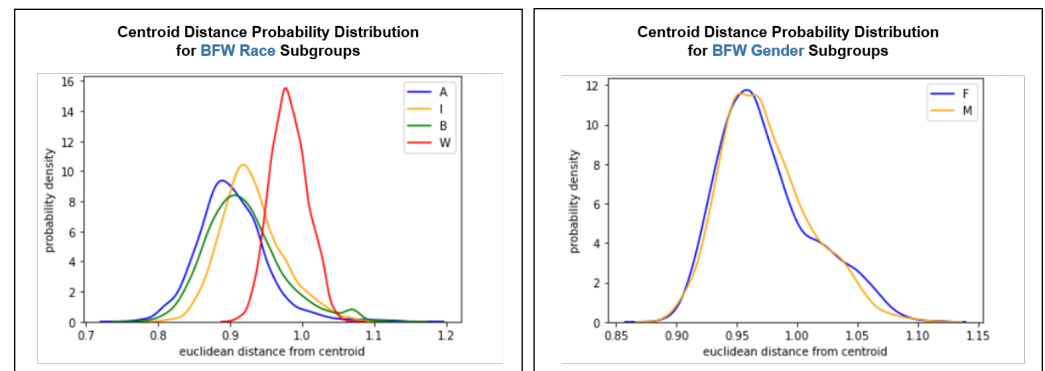 Centroid Distance Probability Distribution
for BFW Race Subgroups
16
14
12
10
8
6
4
2
0
probability density
A
I
B
W
0.7 0.8 0.9 1.0 1.1 1.2
euclidean distance from centroid
Centroid Distance Probability Distribution
for BFW Gender Subgroups
12
10
8
6
4
2
0
probability density
F
M
0.85 0.90 0.95 1.00 1.05 1.10 1.15
euclidean distance from centroid